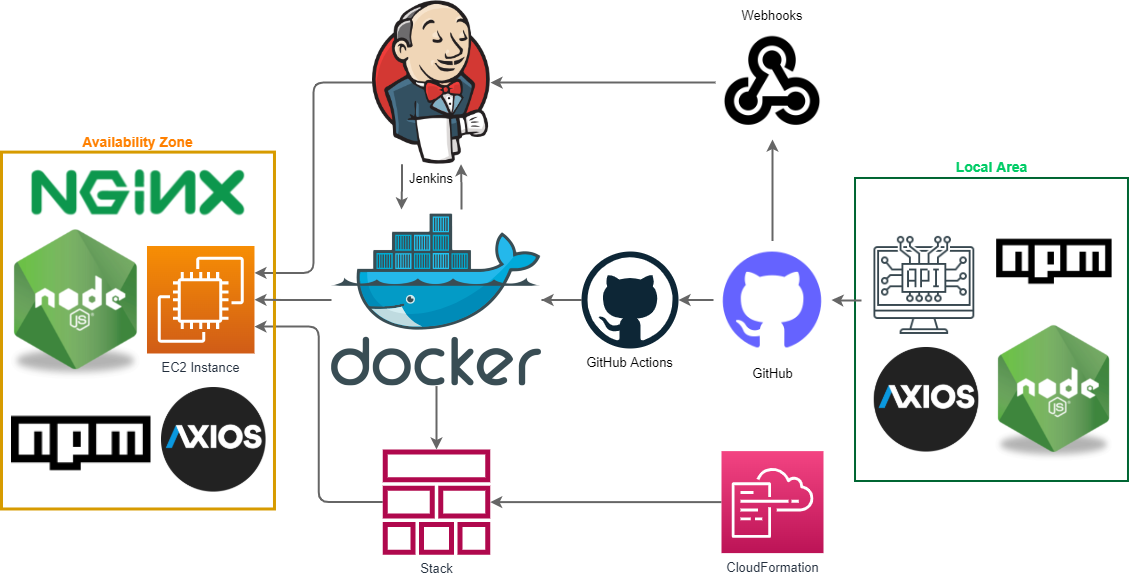 Webhooks
Jenkins
Availability Zone
NGiNX
node
JS
EC2 Instance
npm
AXIOS
docker
GitHub Actions
GitHub
Local Area
API
npm
AXIOS
node
JS
Stack
CloudFormation